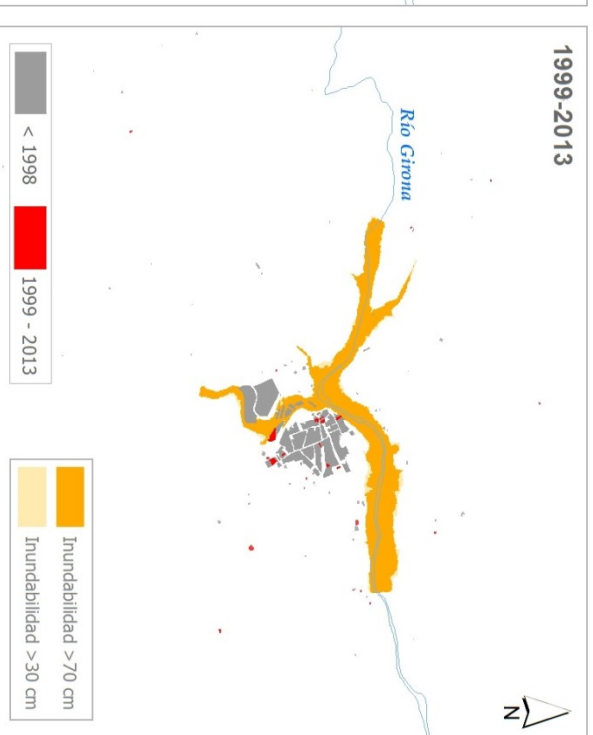 1999-2013
Río Girona
N
< 1998
1999 - 2013
Inundabilidad >70 cm
Inundabilidad >30 cm